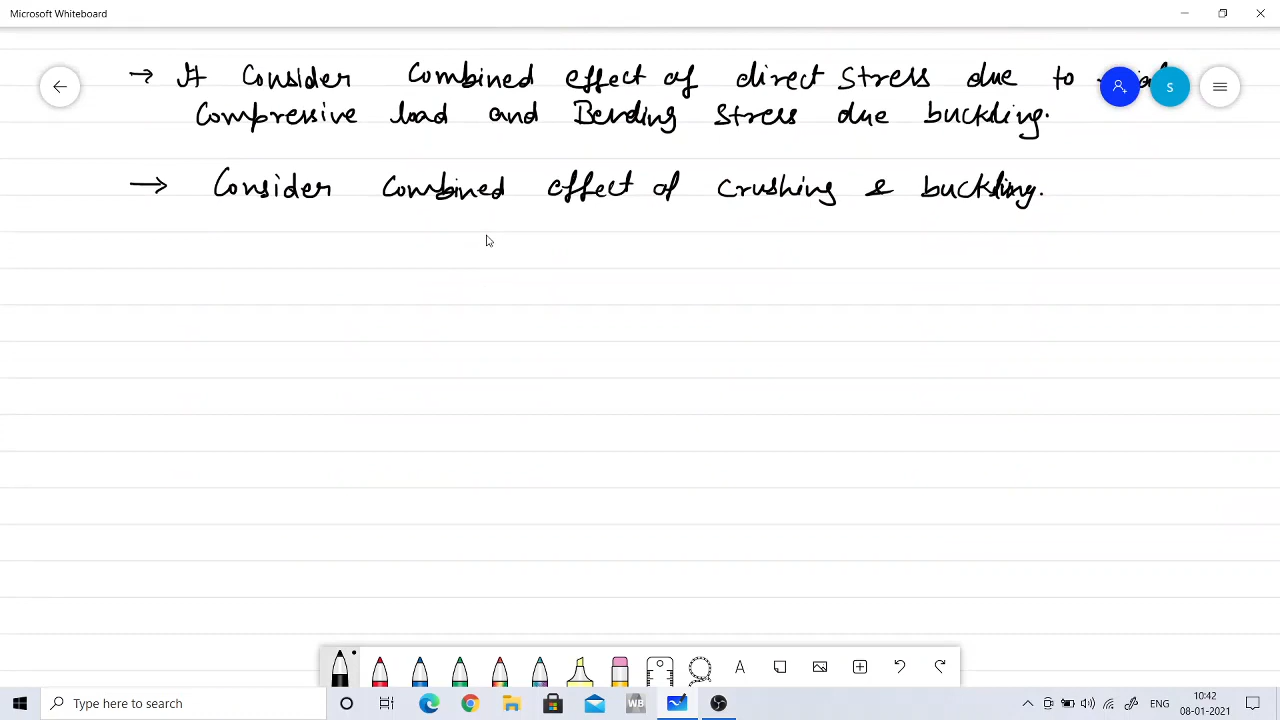 Microsoft Whiteboard
→ It Consider Combined effect of direct Stress due to
Compressive load and Bending Stress due buckling.
→ Consider Combined effect of Crushing & buckling.
S
A
WB
Type here to search
ENG
10:42
08-01-2021